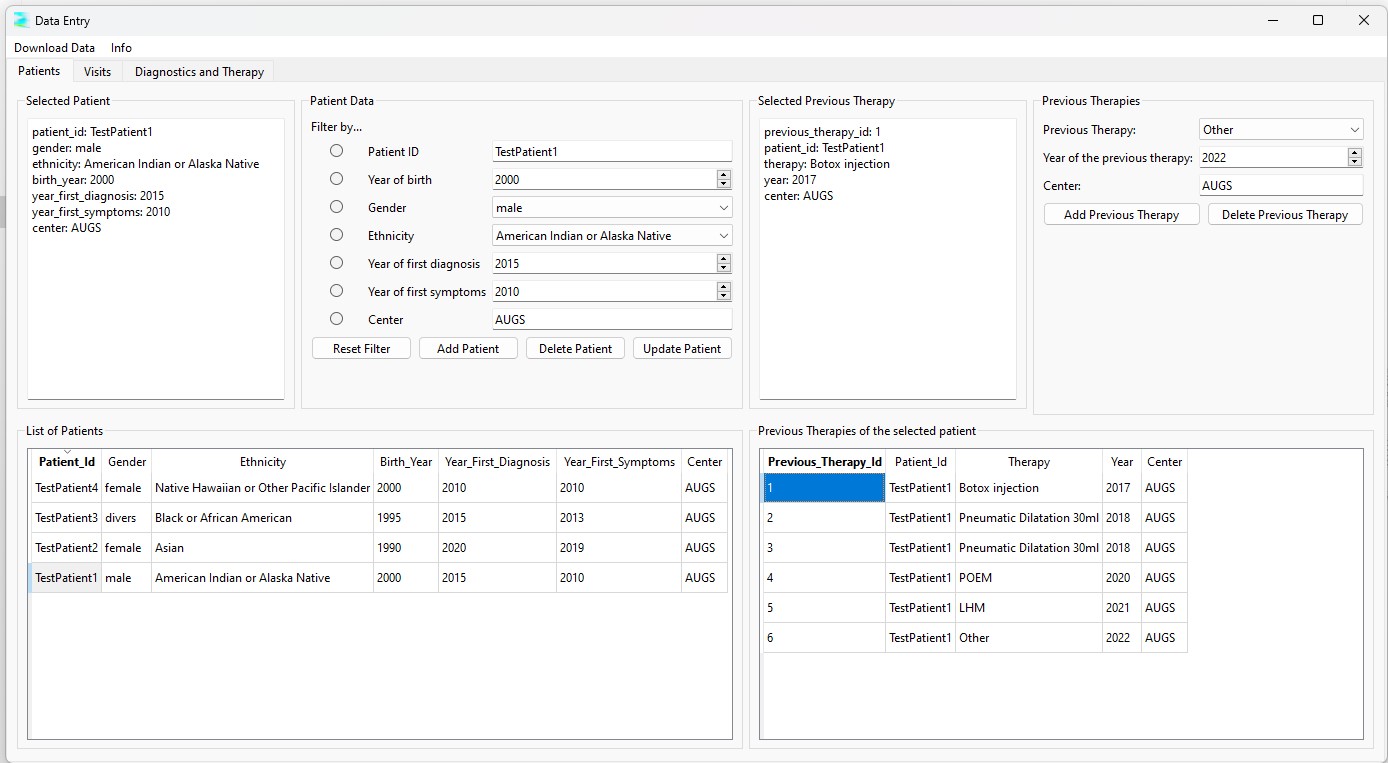 Data Entry
Download Data Info
Patients Visits Diagnostics and Therapy
Selected Patient
patient_id: TestPatient1
gender: male
ethnicity: American Indian or Alaska Native
birth_year: 2000
year_first_diagnosis: 2015
year_first_symptoms: 2010
center: AUGS
Patient Data
Filter by...
Patient ID TestPatient1
Year of birth 2000
Gender male
Ethnicity American Indian or Alaska Native
Year of first diagnosis 2015
Year of first symptoms 2010
Center AUGS
Reset Filter Add Patient Delete Patient Update Patient
Selected Previous Therapy
previous_therapy_id: 1
patient_id: TestPatient1
therapy: Botox injection
year: 2017
center: AUGS
Previous Therapies
Previous Therapy: Other
Year of the previous therapy: 2022
Center: AUGS
Add Previous Therapy Delete Previous Therapy
List of Patients
Patient_Id Gender Ethnicity Birth_Year Year_First_Diagnosis Year_First_Symptoms Center
TestPatient4 female Native Hawaiian or Other Pacific Islander 2000 2010 2010 AUGS
TestPatient3 divers Black or African American 1995 2015 2013 AUGS
TestPatient2 female Asian 1990 2020 2019 AUGS
TestPatient1 male American Indian or Alaska Native 2000 2015 2010 AUGS
Previous Therapies of the selected patient
Previous_Therapy_Id Patient_Id Therapy Year Center
1 TestPatient1 Botox injection 2017 AUGS
2 TestPatient1 Pneumatic Dilatation 30ml 2018 AUGS
3 TestPatient1 Pneumatic Dilatation 30ml 2018 AUGS
4 TestPatient1 POEM 2020 AUGS
5 TestPatient1 LHM 2021 AUGS
6 TestPatient1 Other 2022 AUGS